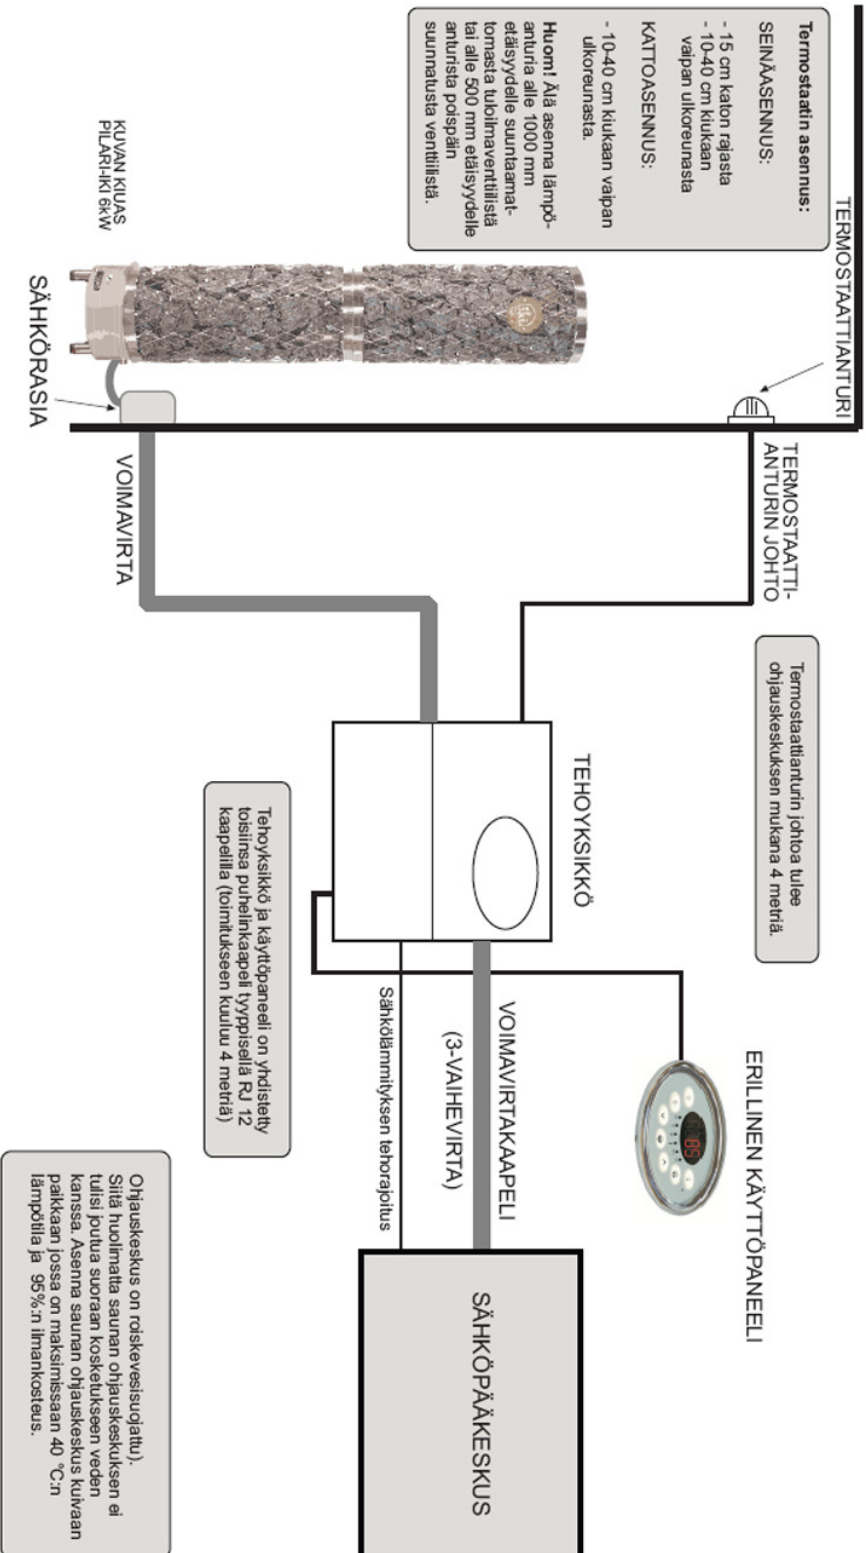 Termostaatin asennus:
SEINÄASENNUS:
- 15 cm katon rajasta
- 10-40 cm kiukaan
vaipan ulkoreunasta
KATTOASENNUS:
- 10-40 cm kiukaan vaipan
ulkoreunasta.
Huom! Älä asenna lämpö-
anturia alle 1000 mm
etäisyydelle suuntaamat-
tomasta tuloilmaventtiilistä
tai alle 500 mm etäisyydelle
anturista poispäin
suunnatusta venttiilistä.
TERMOSTAATTIANTURI
KUVAN KIUAS
PILARI-IKI 6kW
SÄHKÖRASIA
TERMOSTAATTI-
ANTURIN JOHTO
VOIMAVIRTA
Termostaattianturin johtoa tulee
ohjauskeskuksen mukana 4 metriä.
TEHOYKSIKKÖ
Tehoyksikkö ja käyttöpaneeli on yhdistetty
toisiinsa puhelinkaapeli tyyppisellä RJ 12
kaapelilla (toimitukseen kuuluu 4 metriä)
ERILLINEN KÄYTTÖPANEELI
85
VOIMAVIRTAKAAPELI
(3-VAIHEVIRTA)
Sähkölämmityksen tehorajoitus
SÄHKÖPÄÄKESKUS
Ohjauskeskus on roiskevesisuojattu).
Siitä huolimatta saunan ohjauskeskuksen ei
tulisi joutua suoraan kosketukseen veden
kanssa. Asenna saunan ohjauskeskus kuivaan
paikkaan jossa on maksimissaan 40 °C:n
lämpötila ja 95%:n ilmankosteus.